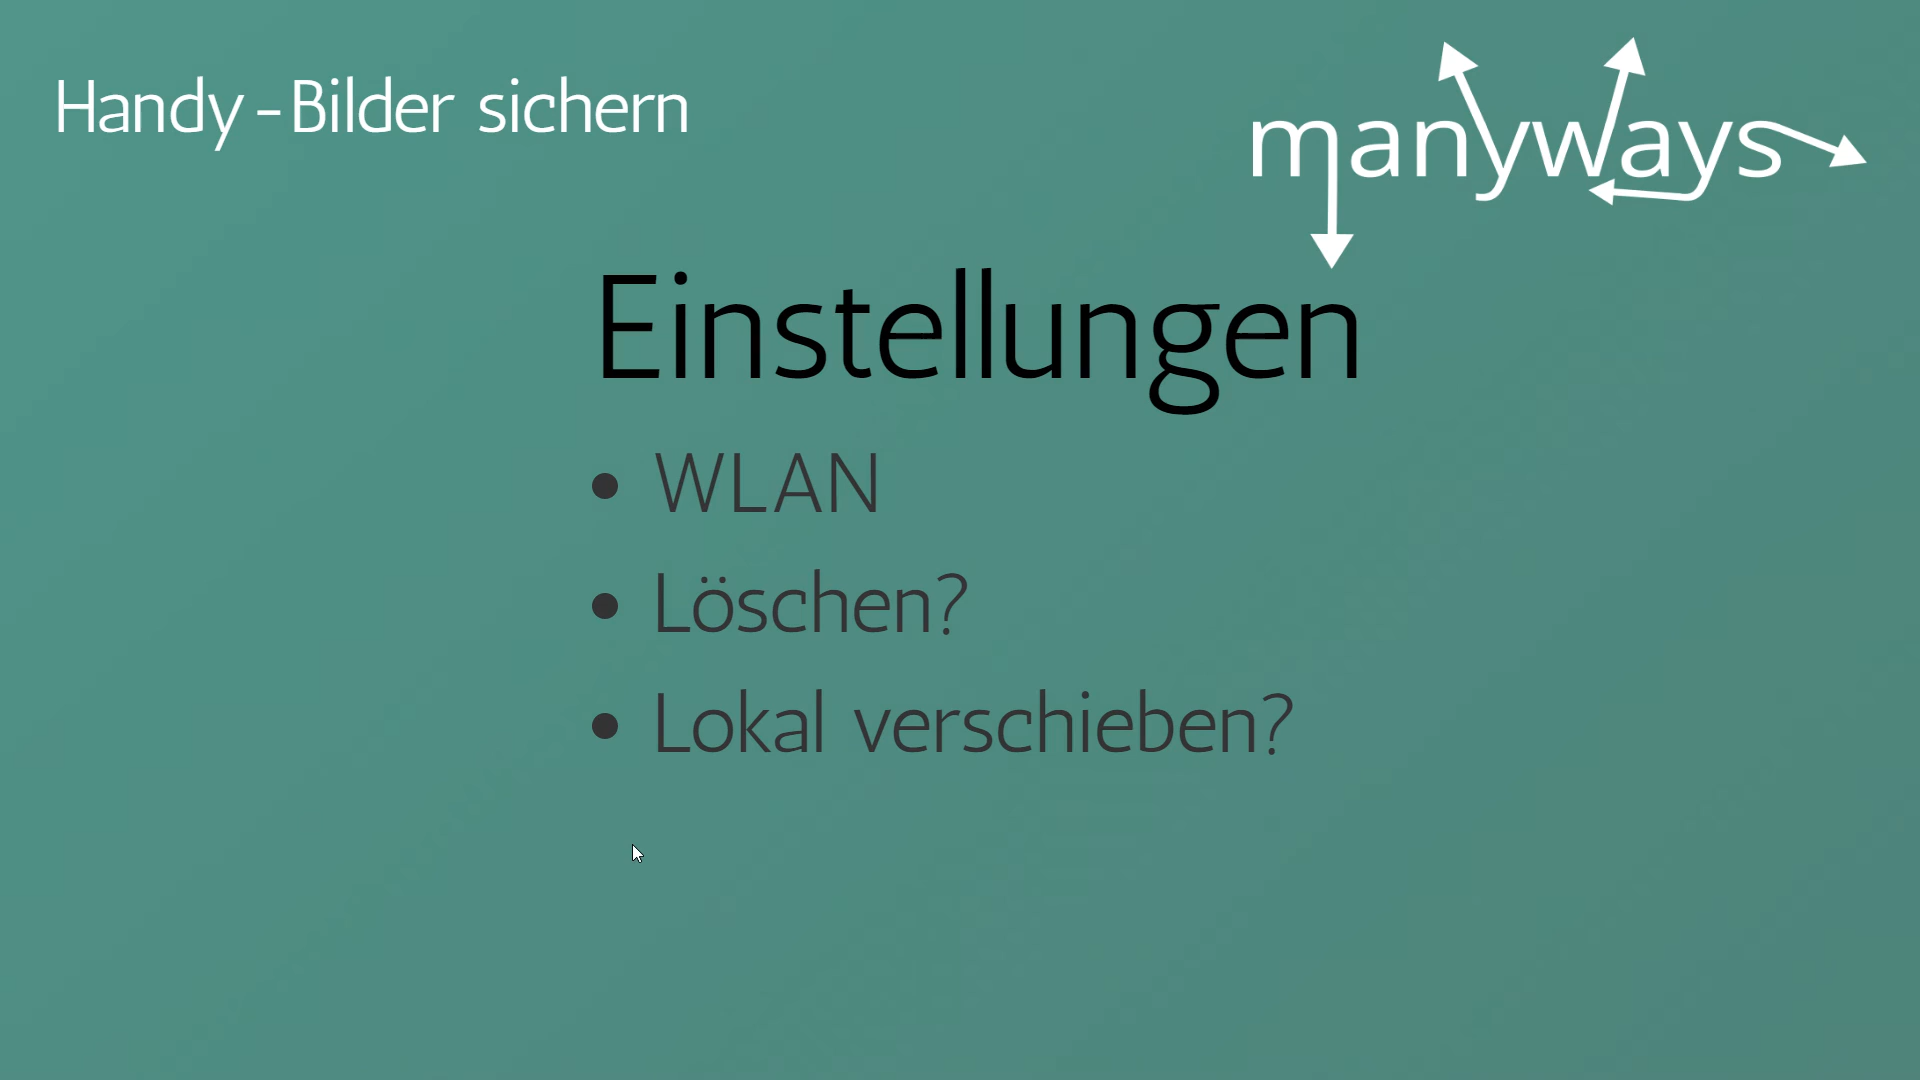 Handy-Bilder sichern
manyways
Einstellungen
• WLAN
• Löschen?
• Lokal verschieben?